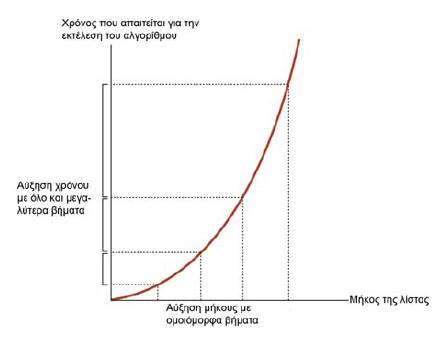 Χρόνος που απαιτείται για την
εκτέλεση του αλγορίθμου
Αύξηση χρόνου
με όλο και μεγα-
λύτερα βήματα
Μήκος της λίστας
Αύξηση μήκους με
ομοιόμορφα βήματα